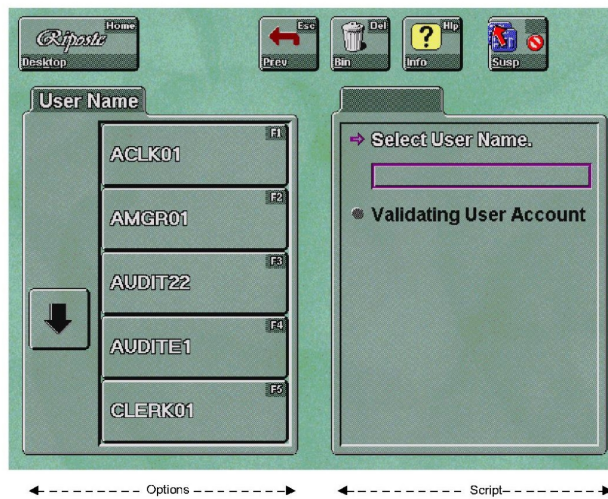 Home Esc Del Hlp
Riposte
Desktop Prev Bin Info Susp
User Name
F1
ACLK01
F2
AMGR01
F3
AUDIT22
F4
AUDITE1
F5
CLERK01
Select User Name.
Validating User Account
Options Script